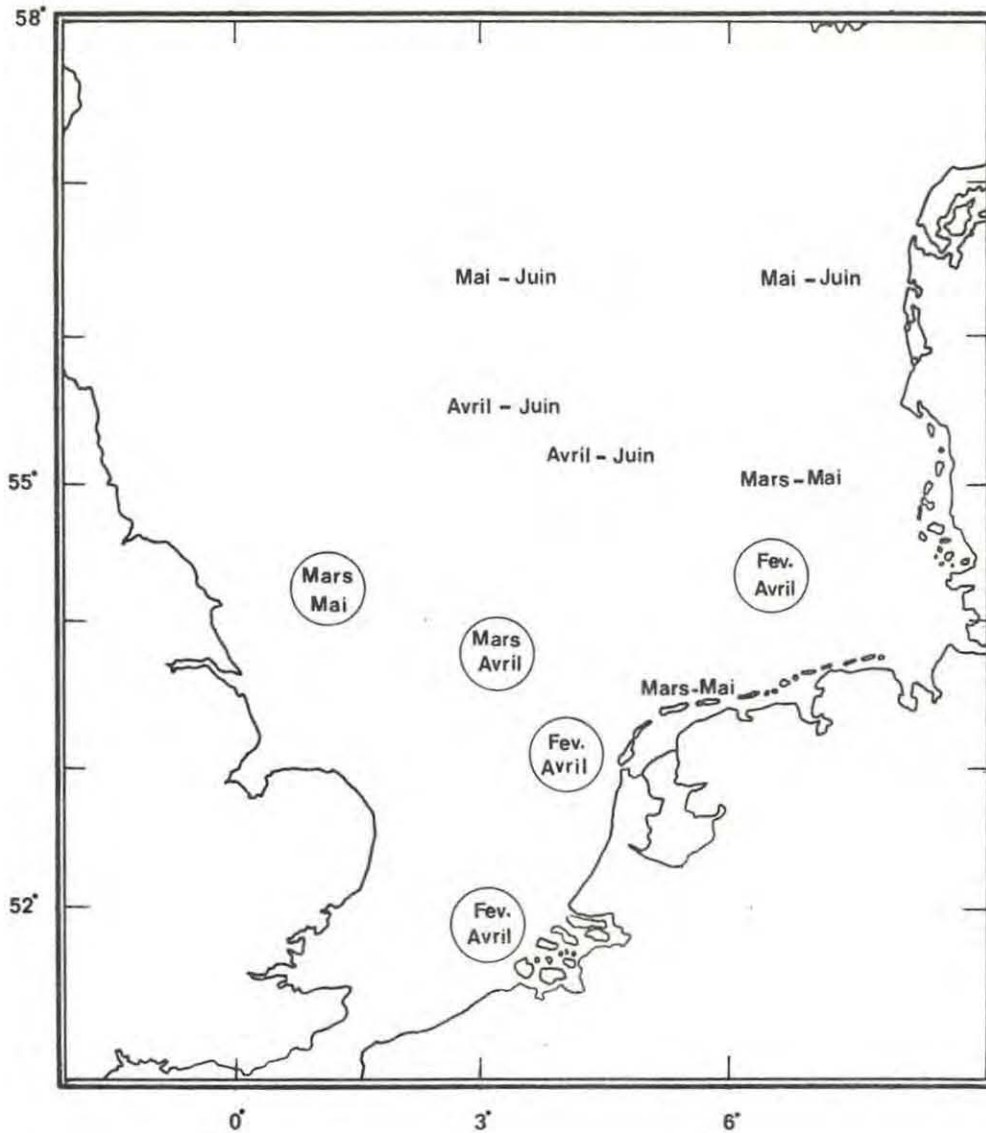 58°
Mai – Juin
Mai – Juin
Avril – Juin
Avril – Juin
55°
Mars – Mai
Mars
Mai
Fev.
Avril
Mars
Avril
Mars-Mai
Fev.
Avril
52°
Fev.
Avril
0°
3°
6°